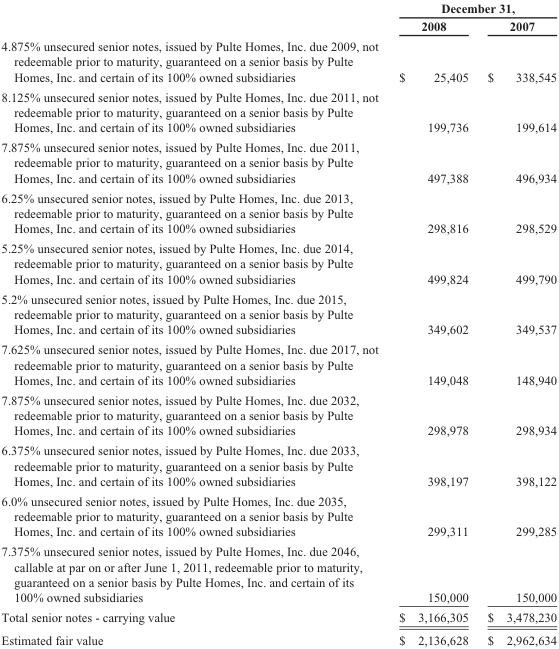 December 31,
2008 2007
4.875% unsecured senior notes, issued by Pulte Homes, Inc. due 2009, not
redeemable prior to maturity, guaranteed on a senior basis by Pulte
Homes, Inc. and certain of its 100% owned subsidiaries $ 25,405 $ 338,545
8.125% unsecured senior notes, issued by Pulte Homes, Inc. due 2011, not
redeemable prior to maturity, guaranteed on a senior basis by Pulte
Homes, Inc. and certain of its 100% owned subsidiaries 199,736 199,614
7.875% unsecured senior notes, issued by Pulte Homes, Inc. due 2011,
redeemable prior to maturity, guaranteed on a senior basis by Pulte
Homes, Inc. and certain of its 100% owned subsidiaries 497,388 496,934
6.25% unsecured senior notes, issued by Pulte Homes, Inc. due 2013,
redeemable prior to maturity, guaranteed on a senior basis by Pulte
Homes, Inc. and certain of its 100% owned subsidiaries 298,816 298,529
5.25% unsecured senior notes, issued by Pulte Homes, Inc. due 2014,
redeemable prior to maturity, guaranteed on a senior basis by Pulte
Homes, Inc. and certain of its 100% owned subsidiaries 499,824 499,790
5.2% unsecured senior notes, issued by Pulte Homes, Inc. due 2015,
redeemable prior to maturity, guaranteed on a senior basis by Pulte
Homes, Inc. and certain of its 100% owned subsidiaries 349,602 349,537
7.625% unsecured senior notes, issued by Pulte Homes, Inc. due 2017, not
redeemable prior to maturity, guaranteed on a senior basis by Pulte
Homes, Inc. and certain of its 100% owned subsidiaries 149,048 148,940
7.875% unsecured senior notes, issued by Pulte Homes, Inc. due 2032,
redeemable prior to maturity, guaranteed on a senior basis by Pulte
Homes, Inc. and certain of its 100% owned subsidiaries 298,978 298,934
6.375% unsecured senior notes, issued by Pulte Homes, Inc. due 2033,
redeemable prior to maturity, guaranteed on a senior basis by Pulte
Homes, Inc. and certain of its 100% owned subsidiaries 398,197 398,122
6.0% unsecured senior notes, issued by Pulte Homes, Inc. due 2035,
redeemable prior to maturity, guaranteed on a senior basis by Pulte
Homes, Inc. and certain of its 100% owned subsidiaries 299,311 299,285
7.375% unsecured senior notes, issued by Pulte Homes, Inc. due 2046,
callable at par on or after June 1, 2011, redeemable prior to maturity,
guaranteed on a senior basis by Pulte Homes, Inc. and certain of its
100% owned subsidiaries 150,000 150,000
Total senior notes - carrying value $ 3,166,305 $ 3,478,230
Estimated fair value $ 2,136,628 $ 2,962,634